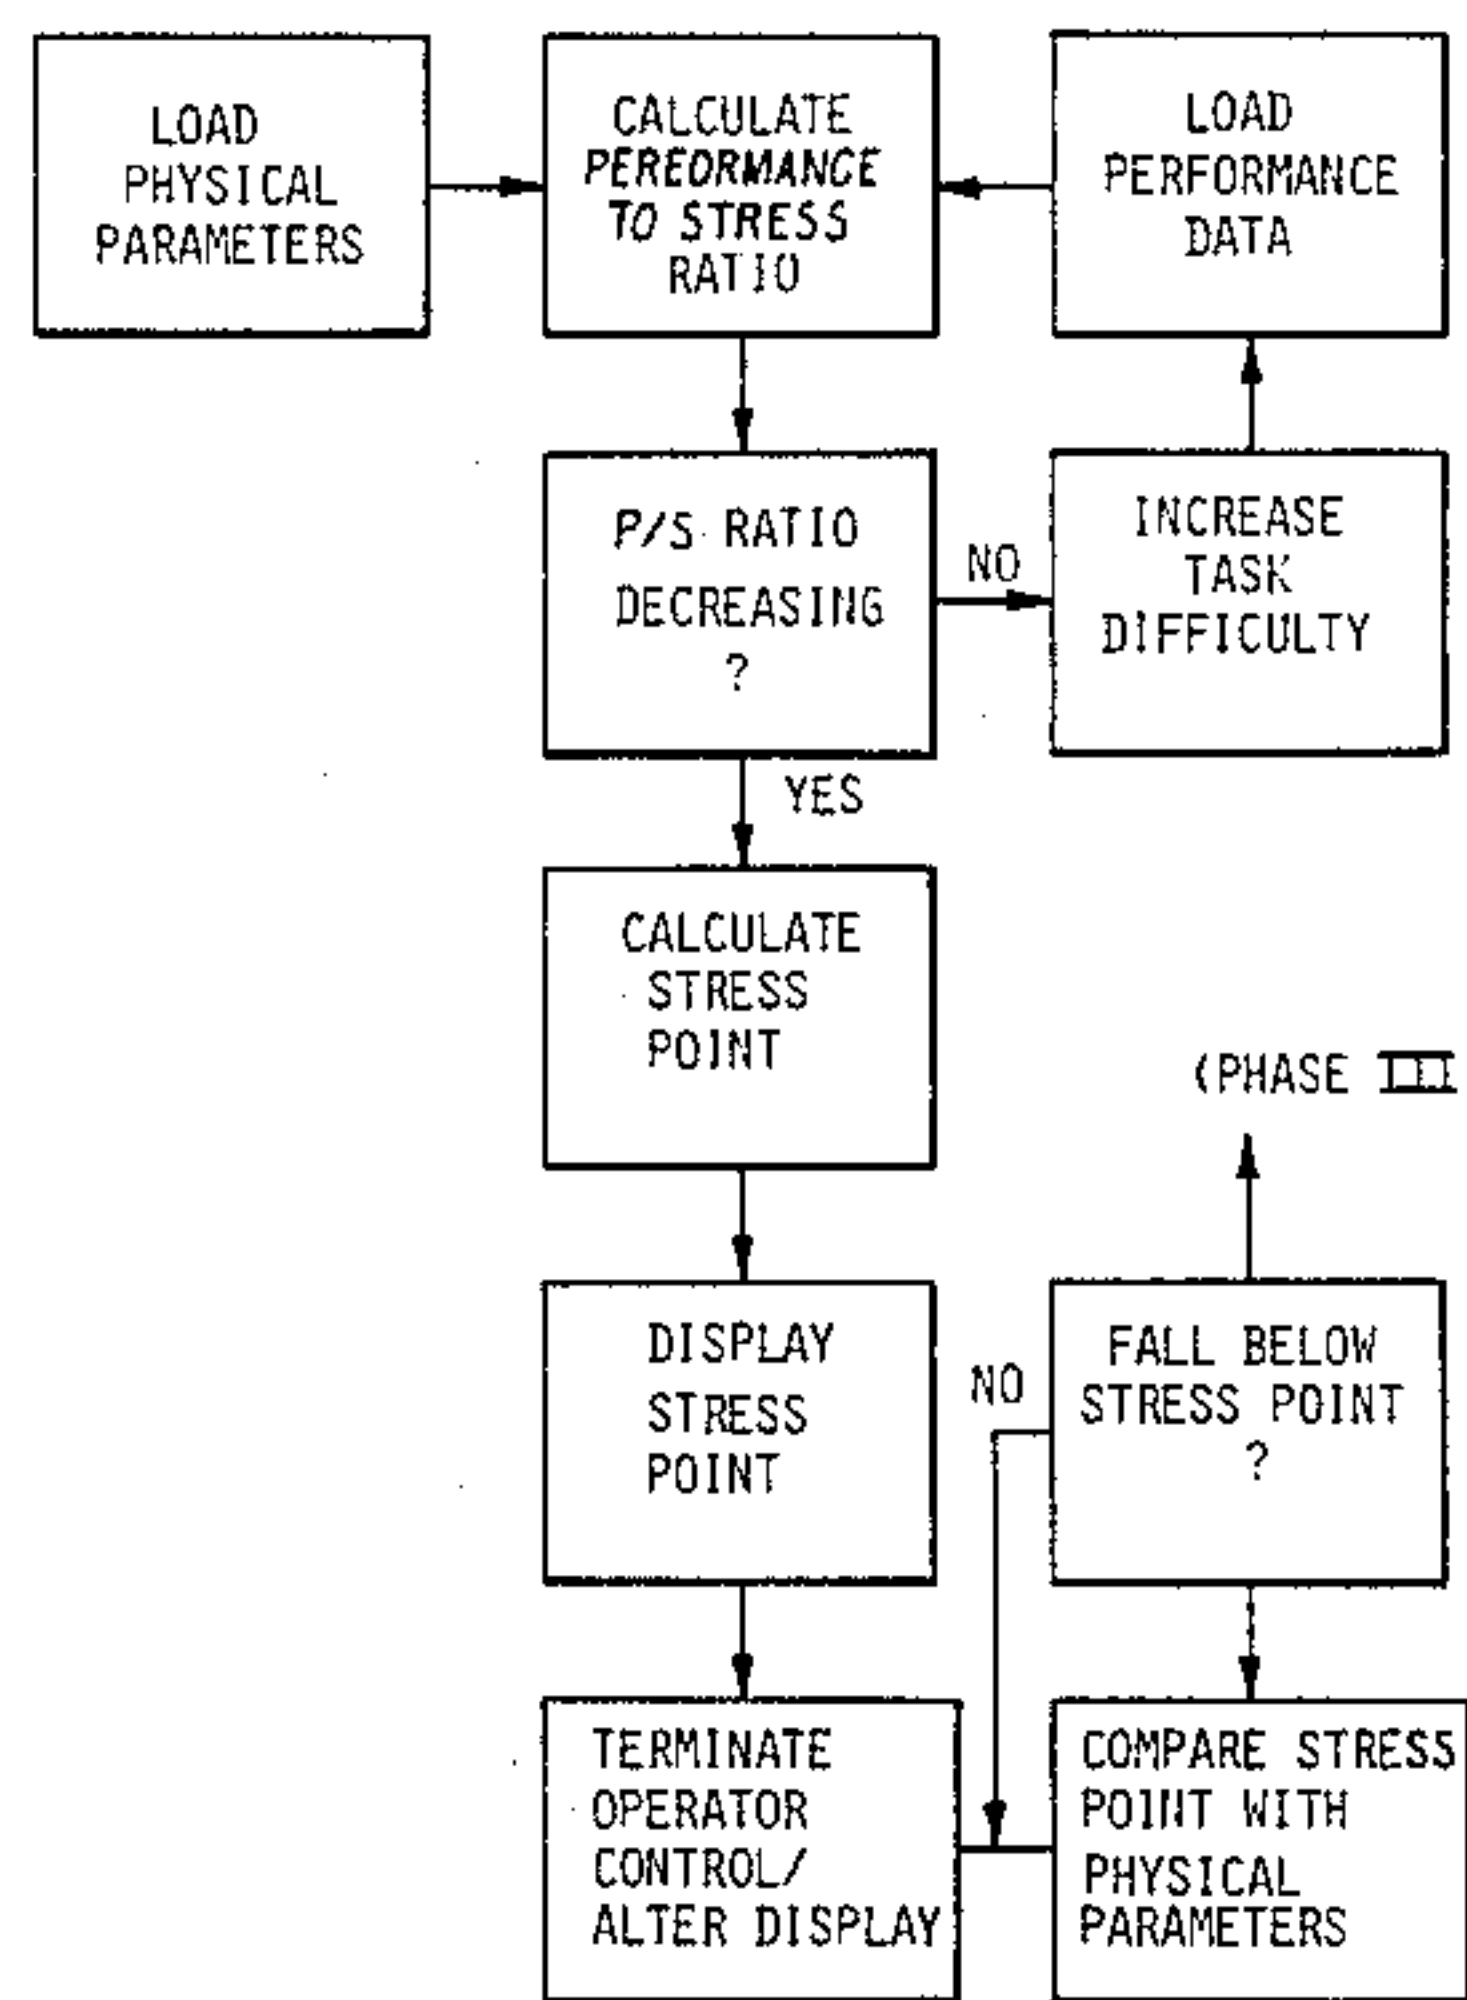 LOAD
PHYSICAL
PARAMETERS
CALCULATE
PEREORMANCE
TO STRESS
RATIO
LOAD
PERFORMANCE
DATA
P/S RATIO
DECREASING
?
NO
INCREASE
TASK
DIFFICULTY
YES
CALCULATE
STRESS
POINT
(PHASE III
DISPLAY
STRESS
POINT
NO
FALL BELOW
STRESS POINT
?
TERMINATE
OPERATOR
CONTROL/
ALTER DISPLAY
COMPARE STRESS
POINT WITH
PHYSICAL
PARAMETERS